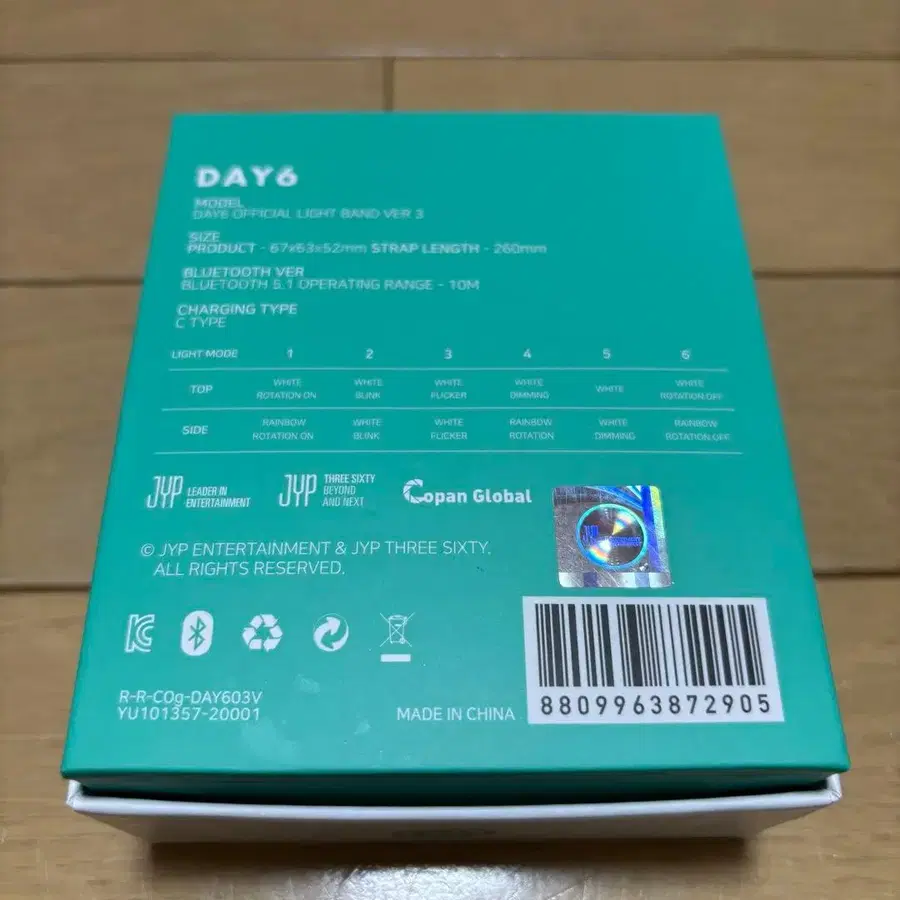 DAY6
MODEL
DAY6 OFFICIAL LIGHT BAND VER 3
SIZE
PRODUCT - 67x63x52mm STRAP LENGTH - 260mm
BLUETOOTH VER
BLUETOOTH 5.1 OPERATING RANGE - 10M
CHARGING TYPE
C TYPE
LIGHT MODE 1 2 3 4 5 6
TOP WHITE ROTATION ON WHITE BLINK WHITE FLICKER WHITE DIMMING WHITE WHITE ROTATION OFF
SIDE RAINBOW ROTATION ON WHITE BLINK WHITE FLICKER RAINBOW ROTATION WHITE DIMMING RAINBOW ROTATION OFF
JYP LEADER IN ENTERTAINMENT
JYP THREE SIXTY BEYOND AND NEXT
Copan Global
JYP
© JYP ENTERTAINMENT & JYP THREE SIXTY.
ALL RIGHTS RESERVED.
R-R-COg-DAY603V
YU101357-20001
MADE IN CHINA
8809963872905